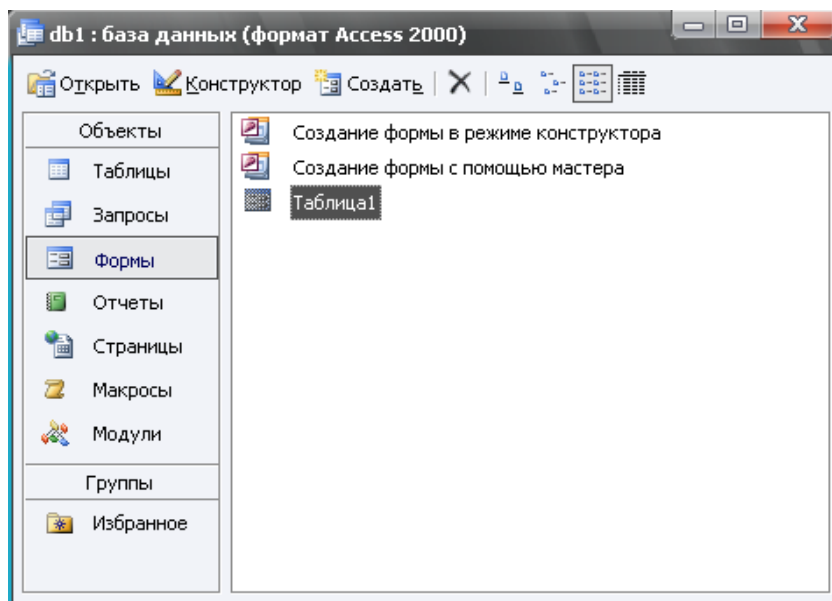 db1 : база данных (формат Access 2000)
Открыть Конструктор Создать
Объекты
Таблицы
Запросы
Формы
Отчеты
Страницы
Макросы
Модули
Группы
Избранное
Создание формы в режиме конструктора
Создание формы с помощью мастера
Таблица1